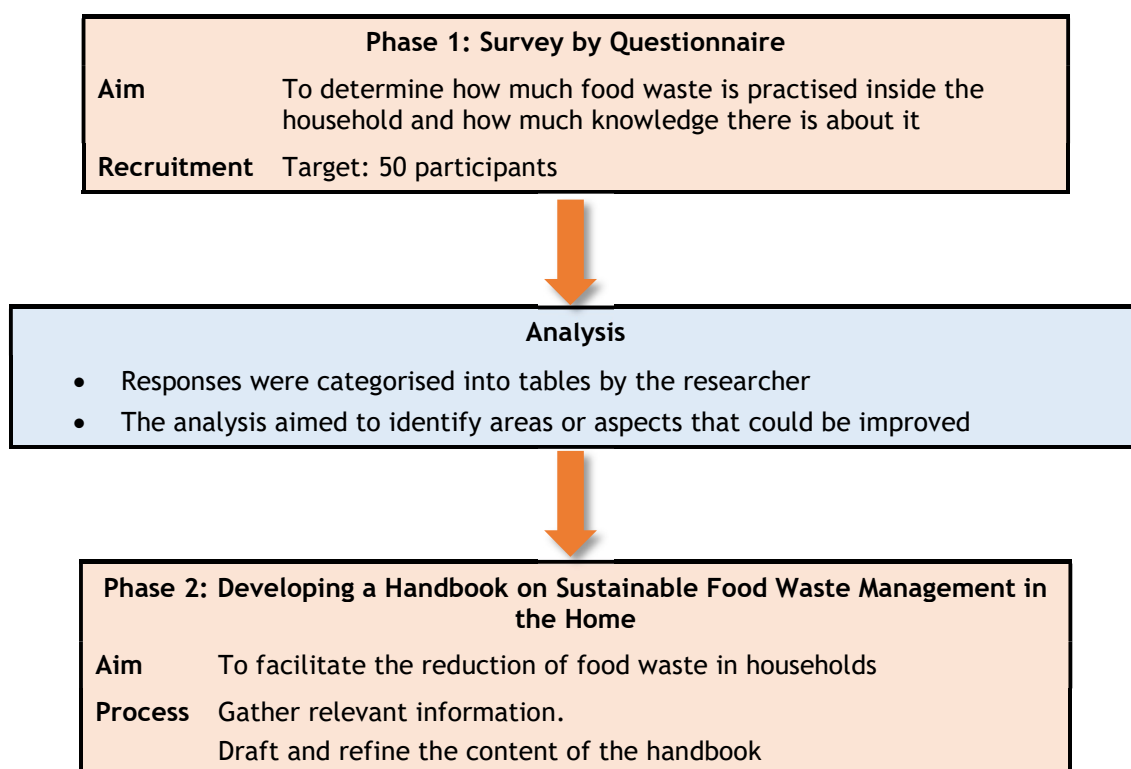 Phase 1: Survey by Questionnaire
Aim To determine how much food waste is practised inside the
household and how much knowledge there is about it
Recruitment Target: 50 participants
Analysis
• Responses were categorised into tables by the researcher
• The analysis aimed to identify areas or aspects that could be improved
Phase 2: Developing a Handbook on Sustainable Food Waste Management in
the Home
Aim To facilitate the reduction of food waste in households
Process Gather relevant information.
Draft and refine the content of the handbook